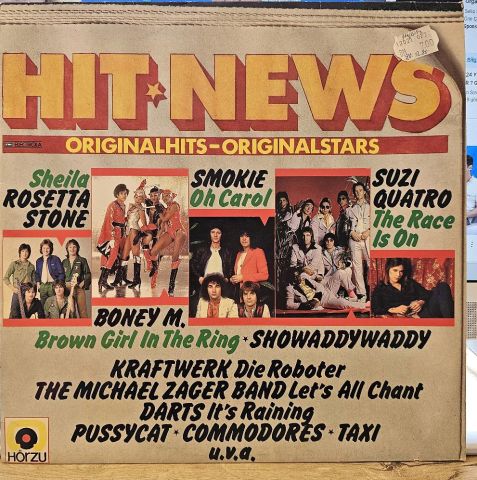 HIT★NEWS
ELECTROLA
ORIGINALHITS–ORIGINALSTARS
Sheila
ROSETTA
STONE
SMOKIE
Oh Carol
SUZI
QUATRO
The Race
Is On
BONEY M.
Brown Girl In The Ring★SHOWADDYWADDY
KRAFTWERK Die Roboter
THE MICHAEL ZAGER BAND Let's All Chant
DARTS It's Raining
PUSSYCAT★COMMODORES★TAXI
u.v.a.
HÖRZU